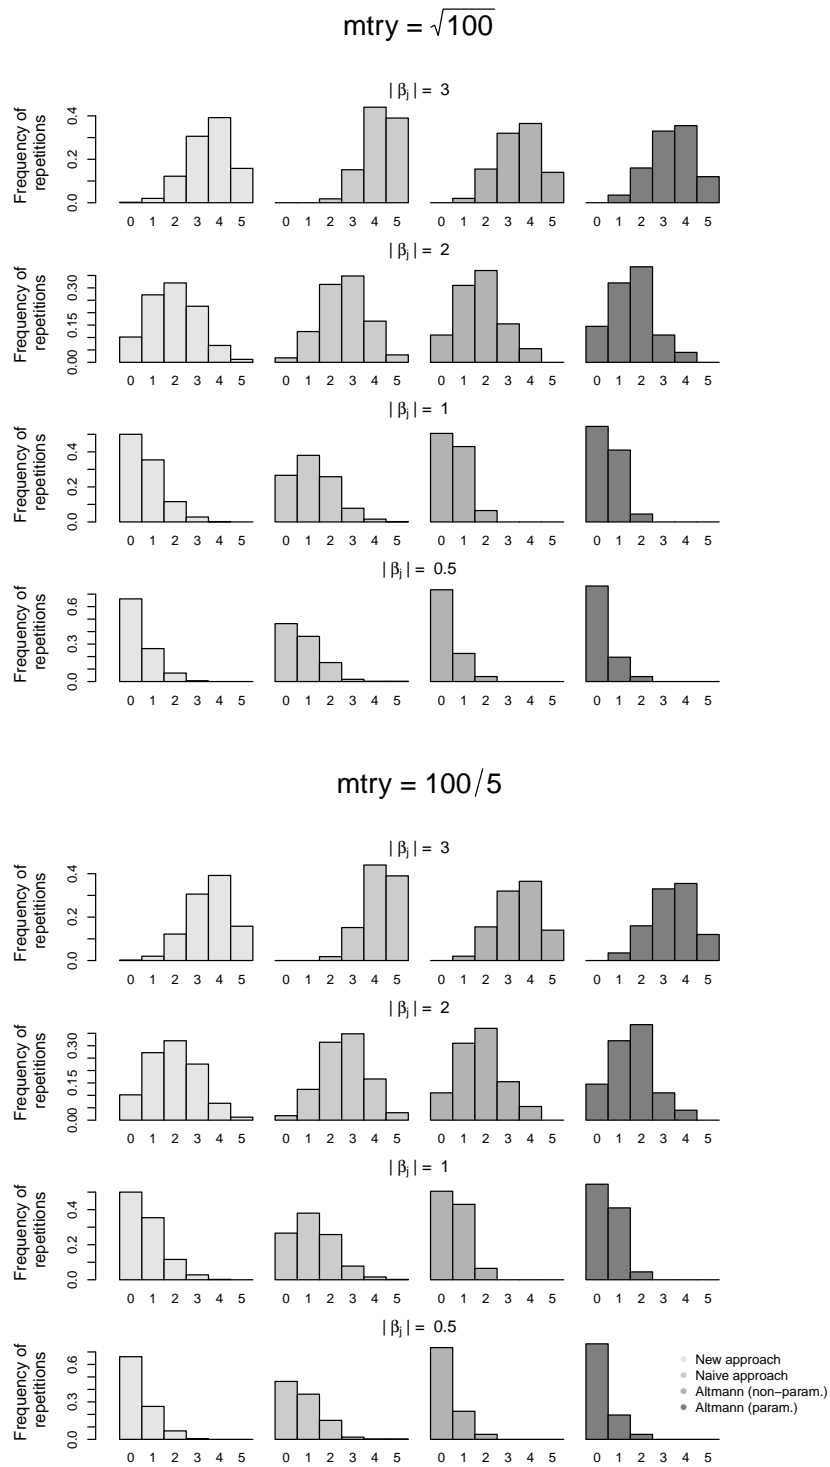 mtry = √100
| βj | = 3
Frequency of
repetitions
0.0 0.2 0.4
0 1 2 3 4 5 0 1 2 3 4 5 0 1 2 3 4 5 0 1 2 3 4 5
| βj | = 2
Frequency of
repetitions
0.00 0.15 0.30
0 1 2 3 4 5 0 1 2 3 4 5 0 1 2 3 4 5 0 1 2 3 4 5
| βj | = 1
Frequency of
repetitions
0.0 0.2 0.4
0 1 2 3 4 5 0 1 2 3 4 5 0 1 2 3 4 5 0 1 2 3 4 5
| βj | = 0.5
Frequency of
repetitions
0.0 0.3 0.6
0 1 2 3 4 5 0 1 2 3 4 5 0 1 2 3 4 5 0 1 2 3 4 5
mtry = 100/5
| βj | = 3
Frequency of
repetitions
0.0 0.2 0.4
0 1 2 3 4 5 0 1 2 3 4 5 0 1 2 3 4 5 0 1 2 3 4 5
| βj | = 2
Frequency of
repetitions
0.00 0.15 0.30
0 1 2 3 4 5 0 1 2 3 4 5 0 1 2 3 4 5 0 1 2 3 4 5
| βj | = 1
Frequency of
repetitions
0.0 0.2 0.4
0 1 2 3 4 5 0 1 2 3 4 5 0 1 2 3 4 5 0 1 2 3 4 5
| βj | = 0.5
Frequency of
repetitions
0.0 0.3 0.6
0 1 2 3 4 5 0 1 2 3 4 5 0 1 2 3 4 5 0 1 2 3 4 5
New approach
Naive approach
Altmann (non−param.)
Altmann (param.)